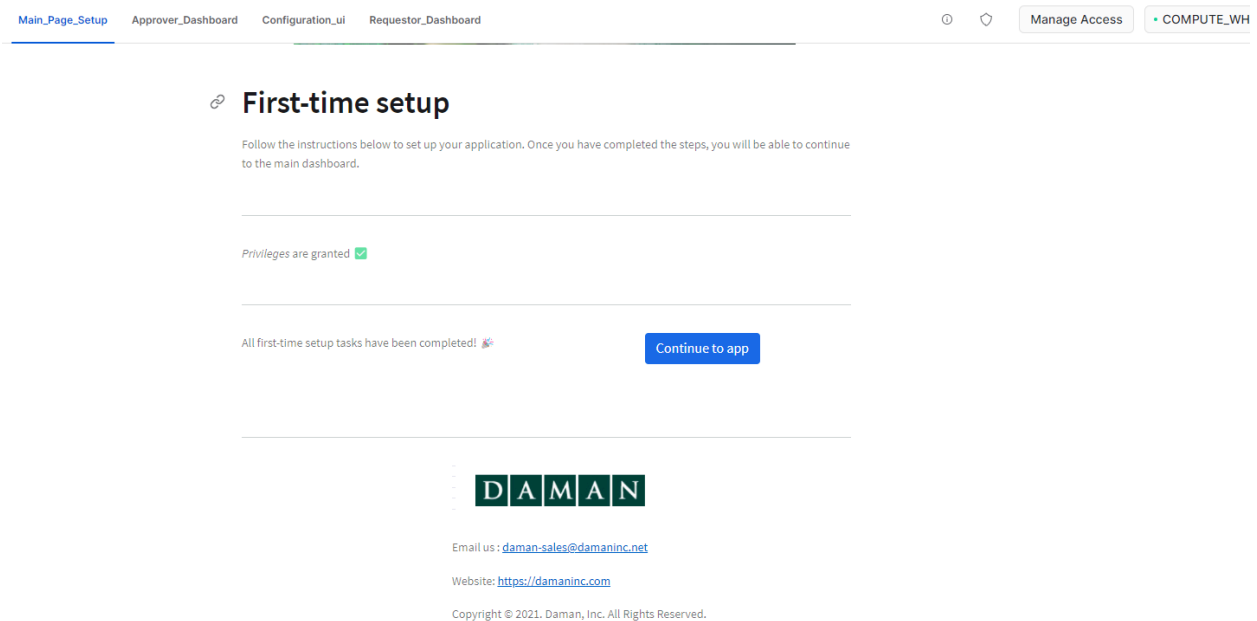 Main_Page_Setup Approver_Dashboard Configuration_ui Requestor_Dashboard Manage Access COMPUTE_WH
First-time setup
Follow the instructions below to set up your application. Once you have completed the steps, you will be able to continue
to the main dashboard.
Privileges are granted ✅
All first-time setup tasks have been completed! 🎉 Continue to app
DAMAN
Email us : daman-sales@damaninc.net
Website: https://damaninc.com
Copyright © 2021. Daman, Inc. All Rights Reserved.